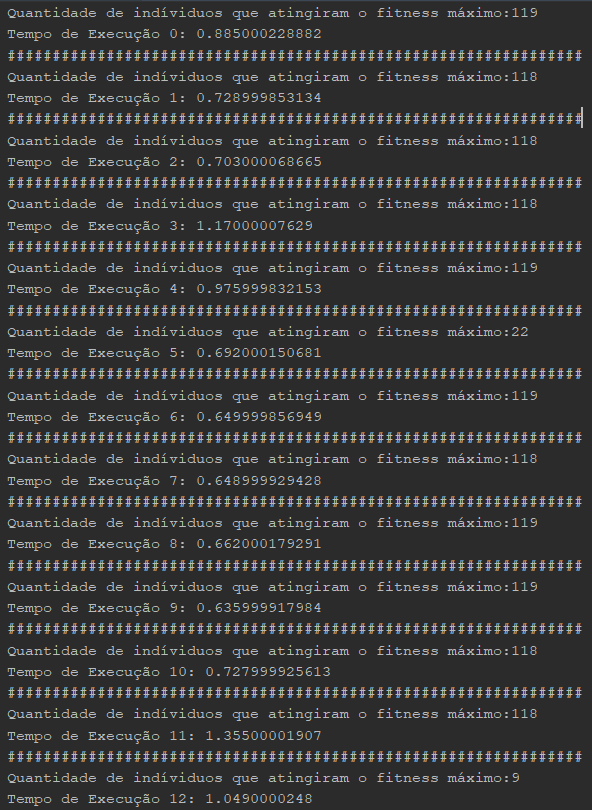 Quantidade de indíviduos que atingiram o fitness máximo:119
Tempo de Execução 0: 0.885000228882
################################################################
Quantidade de indíviduos que atingiram o fitness máximo:118
Tempo de Execução 1: 0.728999853134
################################################################
Quantidade de indíviduos que atingiram o fitness máximo:118
Tempo de Execução 2: 0.703000068665
################################################################
Quantidade de indíviduos que atingiram o fitness máximo:118
Tempo de Execução 3: 1.17000007629
################################################################
Quantidade de indíviduos que atingiram o fitness máximo:119
Tempo de Execução 4: 0.975999832153
################################################################
Quantidade de indíviduos que atingiram o fitness máximo:22
Tempo de Execução 5: 0.692000150681
################################################################
Quantidade de indíviduos que atingiram o fitness máximo:119
Tempo de Execução 6: 0.649999856949
################################################################
Quantidade de indíviduos que atingiram o fitness máximo:118
Tempo de Execução 7: 0.648999929428
################################################################
Quantidade de indíviduos que atingiram o fitness máximo:119
Tempo de Execução 8: 0.662000179291
################################################################
Quantidade de indíviduos que atingiram o fitness máximo:119
Tempo de Execução 9: 0.635999917984
################################################################
Quantidade de indíviduos que atingiram o fitness máximo:118
Tempo de Execução 10: 0.727999925613
################################################################
Quantidade de indíviduos que atingiram o fitness máximo:118
Tempo de Execução 11: 1.35500001907
################################################################
Quantidade de indíviduos que atingiram o fitness máximo:9
Tempo de Execução 12: 1.0490000248